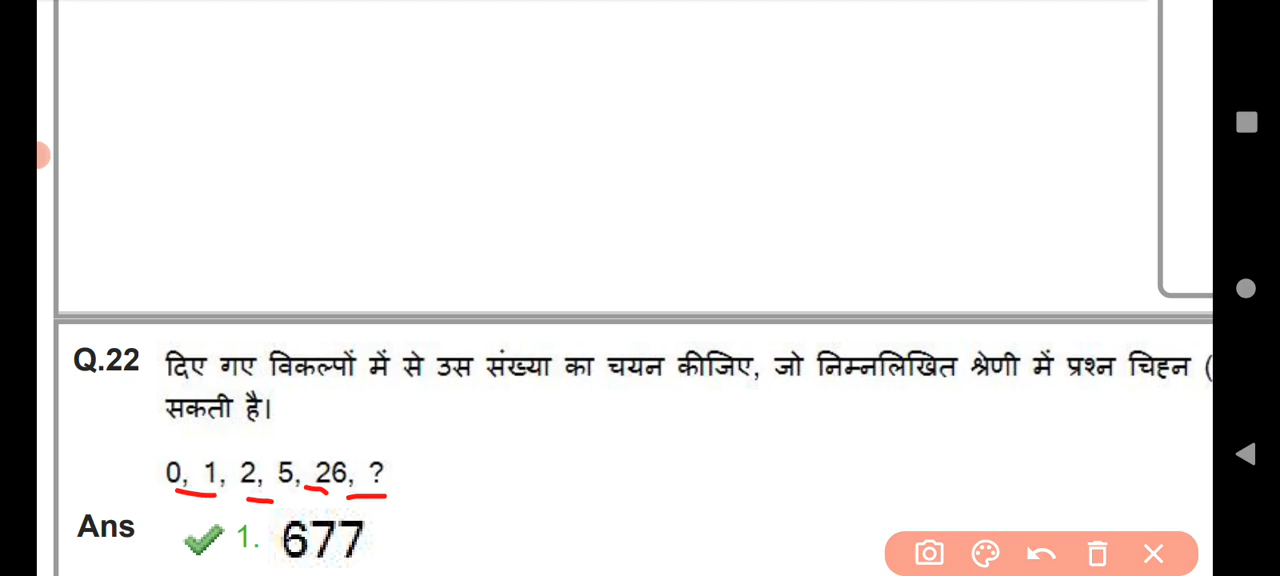 Q.22 दिए गए विकल्पों में से उस संख्या का चयन कीजिए, जो निम्नलिखित श्रेणी में प्रश्न चिह्न (
सकती है।
0, 1, 2, 5, 26, ?
Ans 1. 677